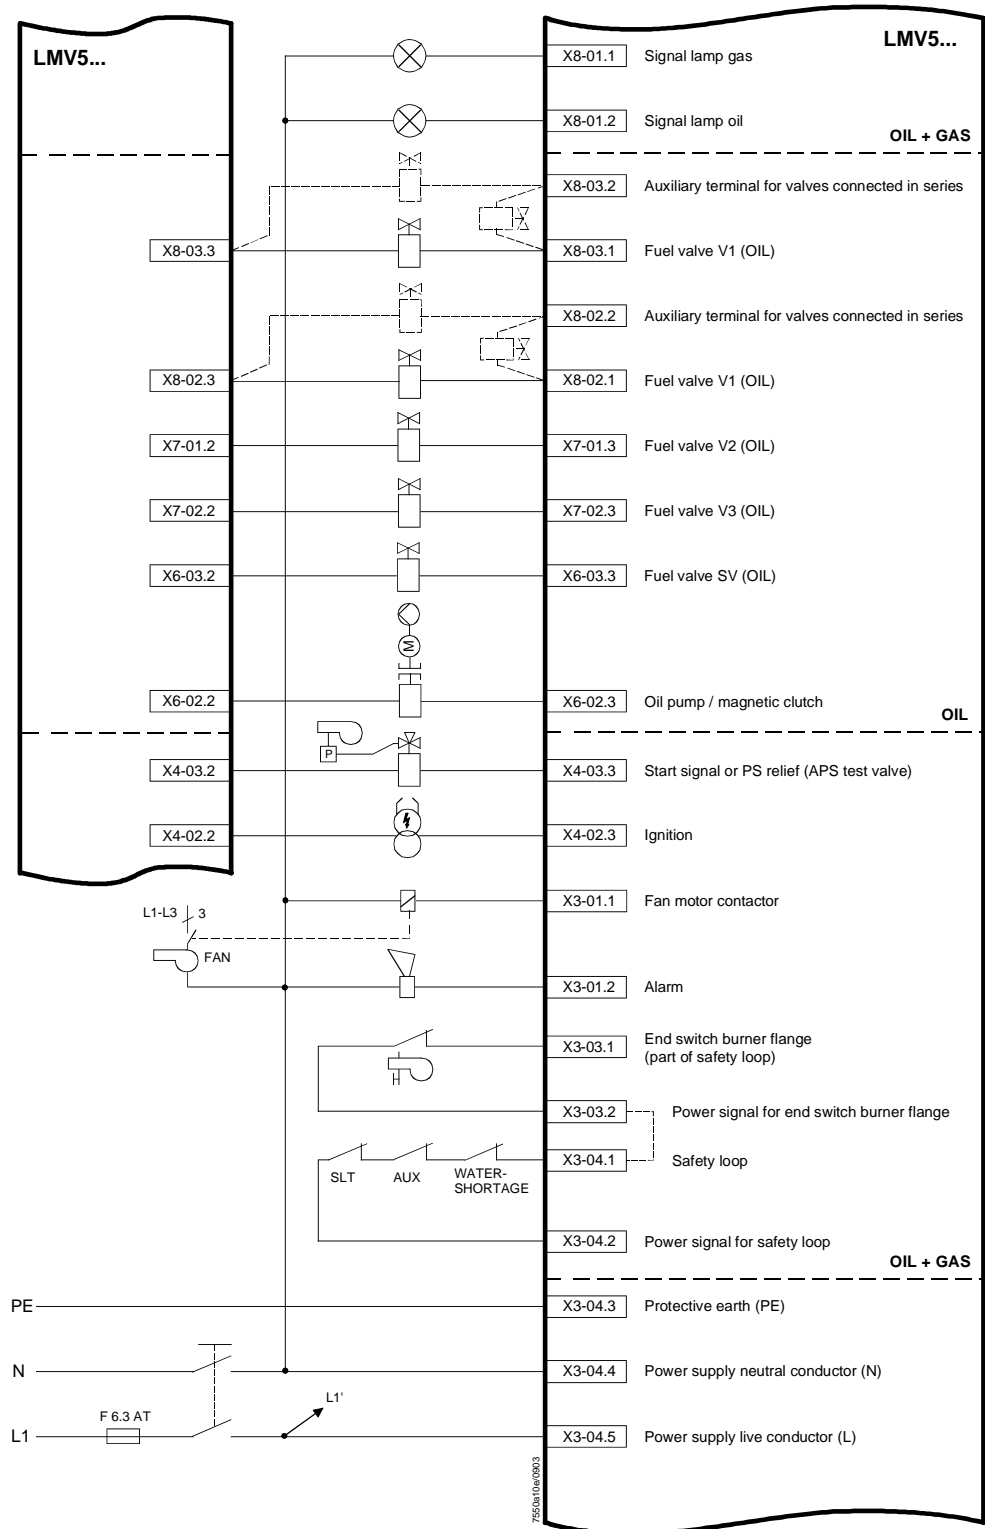 LMV5...
LMV5...
X8-01.1 Signal lamp gas
X8-01.2 Signal lamp oil
OIL + GAS
X8-03.2 Auxiliary terminal for valves connected in series
X8-03.3 X8-03.1 Fuel valve V1 (OIL)
X8-02.2 Auxiliary terminal for valves connected in series
X8-02.3 X8-02.1 Fuel valve V1 (OIL)
X7-01.2 X7-01.3 Fuel valve V2 (OIL)
X7-02.2 X7-02.3 Fuel valve V3 (OIL)
X6-03.2 X6-03.3 Fuel valve SV (OIL)
M
X6-02.2 X6-02.3 Oil pump / magnetic clutch
OIL
P
X4-03.2 X4-03.3 Start signal or PS relief (APS test valve)
X4-02.2 X4-02.3 Ignition
X3-01.1 Fan motor contactor
L1-L3 3
FAN
X3-01.2 Alarm
X3-03.1 End switch burner flange
(part of safety loop)
X3-03.2 Power signal for end switch burner flange
X3-04.1 Safety loop
SLT AUX WATER-
SHORTAGE
X3-04.2 Power signal for safety loop
OIL + GAS
PE X3-04.3 Protective earth (PE)
N X3-04.4 Power supply neutral conductor (N)
L1'
F 6.3 AT
L1 X3-04.5 Power supply live conductor (L)
7550a10e/0903